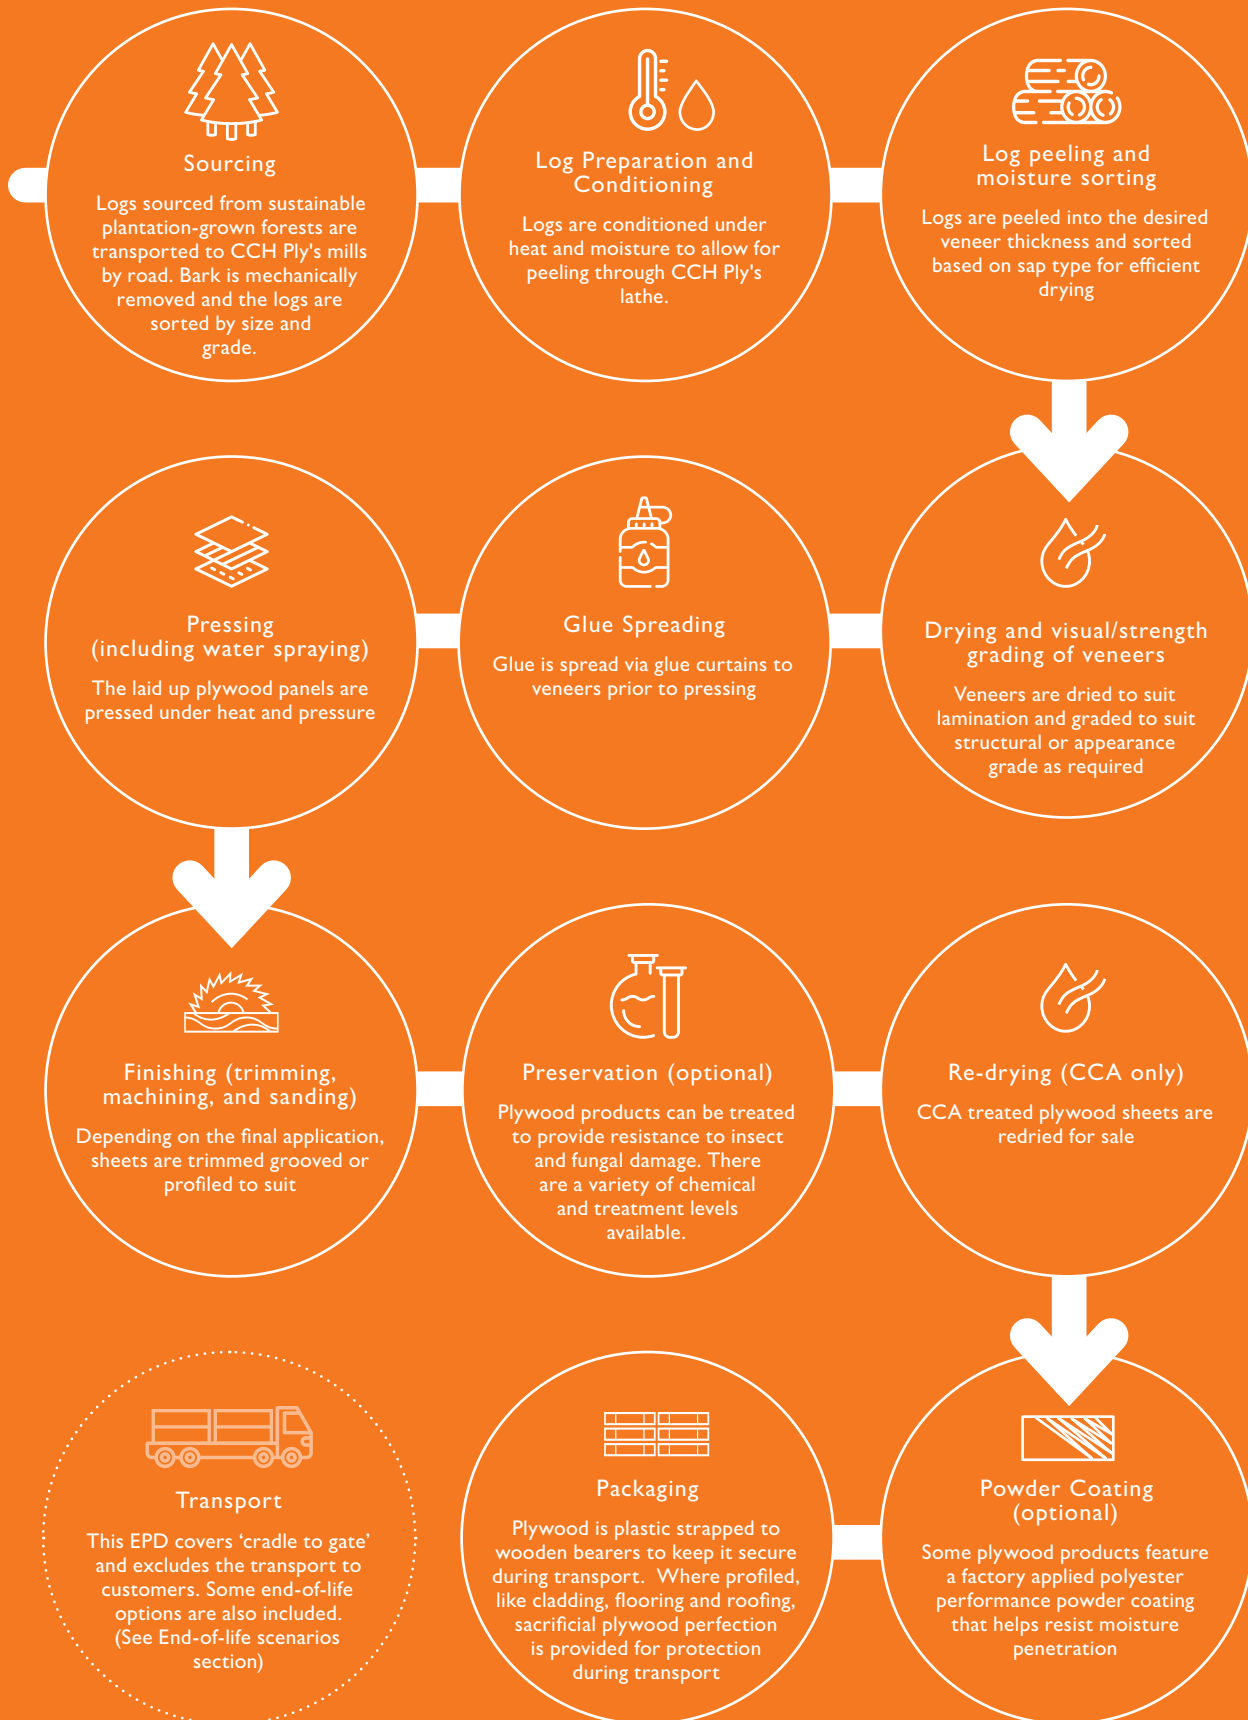 Sourcing
Logs sourced from sustainable
plantation-grown forests are
transported to CCH Ply's mills
by road. Bark is mechanically
removed and the logs are
sorted by size and
grade.
Log Preparation and
Conditioning
Logs are conditioned under
heat and moisture to allow for
peeling through CCH Ply's
lathe.
Log peeling and
moisture sorting
Logs are peeled into the desired
veneer thickness and sorted
based on sap type for efficient
drying
Drying and visual/strength
grading of veneers
Veneers are dried to suit
lamination and graded to suit
structural or appearance
grade as required
Glue Spreading
Glue is spread via glue curtains to
veneers prior to pressing
Pressing
(including water spraying)
The laid up plywood panels are
pressed under heat and pressure
Finishing (trimming,
machining, and sanding)
Depending on the final application,
sheets are trimmed grooved or
profiled to suit
Preservation (optional)
Plywood products can be treated
to provide resistance to insect
and fungal damage. There
are a variety of chemical
and treatment levels
available.
Re-drying (CCA only)
CCA treated plywood sheets are
redried for sale
Powder Coating
(optional)
Some plywood products feature
a factory applied polyester
performance powder coating
that helps resist moisture
penetration
Packaging
Plywood is plastic strapped to
wooden bearers to keep it secure
during transport. Where profiled,
like cladding, flooring and roofing,
sacrificial plywood perfection
is provided for protection
during transport
Transport
This EPD covers ‘cradle to gate’
and excludes the transport to
customers. Some end-of-life
options are also included.
(See End-of-life scenarios
section)